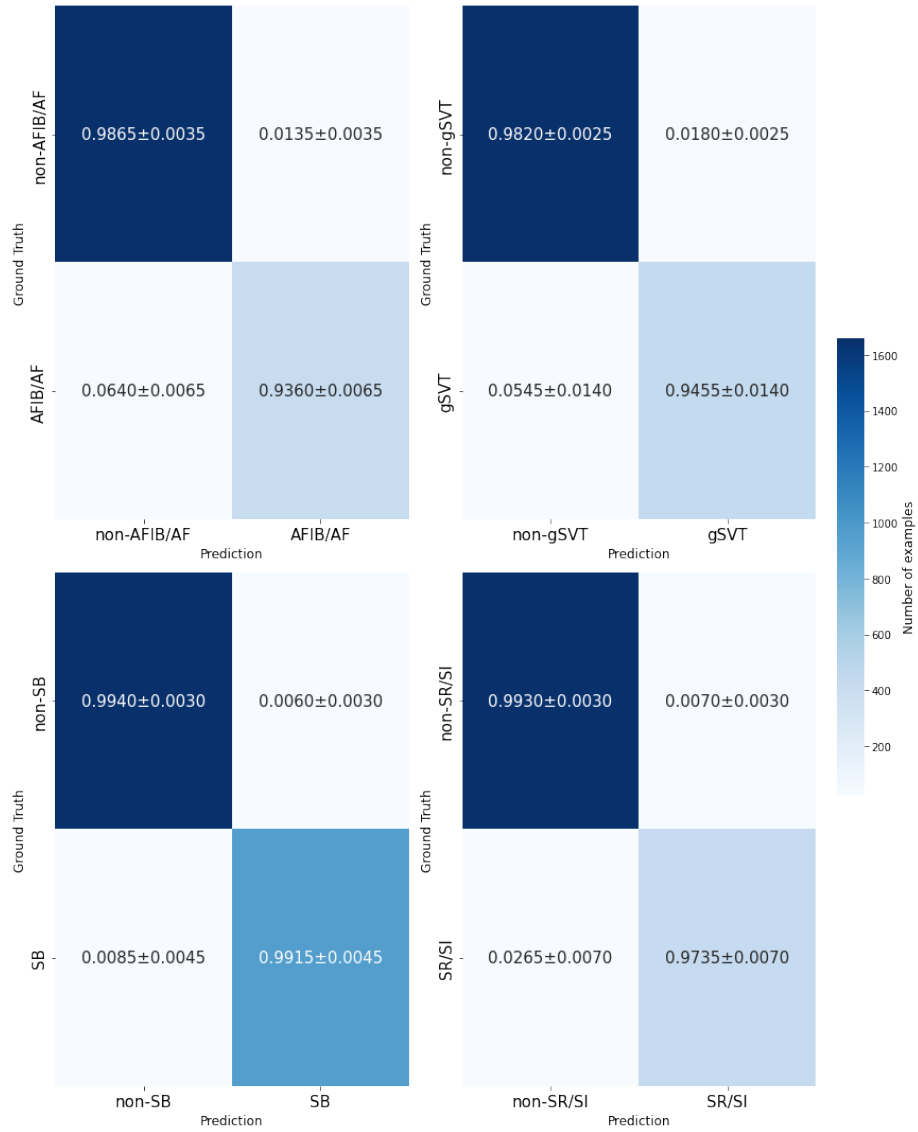 non-AFIB/AF
0.9865±0.0035
0.0135±0.0035
Ground Truth
AFIB/AF
0.0640±0.0065
0.9360±0.0065
non-AFIB/AF
AFIB/AF
Prediction
non-gSVT
0.9820±0.0025
0.0180±0.0025
Ground Truth
gSVT
0.0545±0.0140
0.9455±0.0140
non-gSVT
gSVT
Prediction
non-SB
0.9940±0.0030
0.0060±0.0030
Ground Truth
SB
0.0085±0.0045
0.9915±0.0045
non-SB
SB
Prediction
non-SR/SI
0.9930±0.0030
0.0070±0.0030
Ground Truth
SR/SI
0.0265±0.0070
0.9735±0.0070
non-SR/SI
SR/SI
Prediction
1600
1400
1200
1000
800
600
400
200
Number of examples